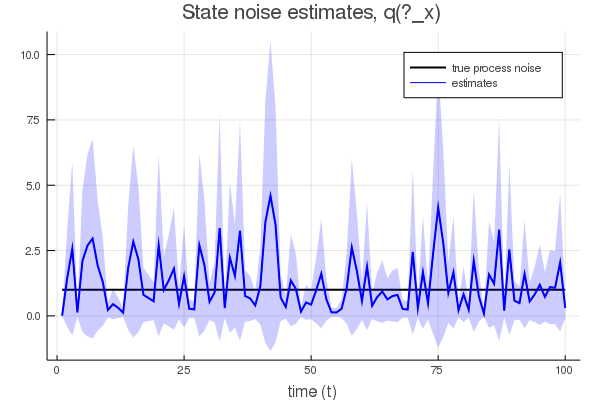 State noise estimates, q(?_x)
true process noise
estimates
10.0
7.5
5.0
2.5
0.0
0
25
50
75
100
time (t)